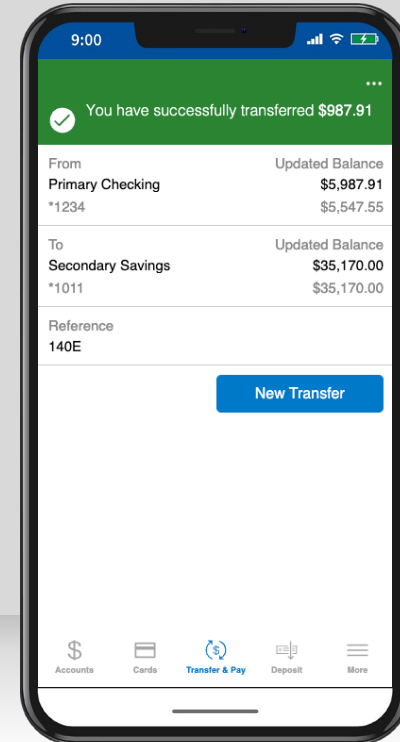 9:00
You have successfully transferred $987.91
From Updated Balance
Primary Checking $5,987.91
*1234 $5,547.55
To Updated Balance
Secondary Savings $35,170.00
*1011 $35,170.00
Reference
140E
New Transfer
Accounts Cards Transfer & Pay Deposit More